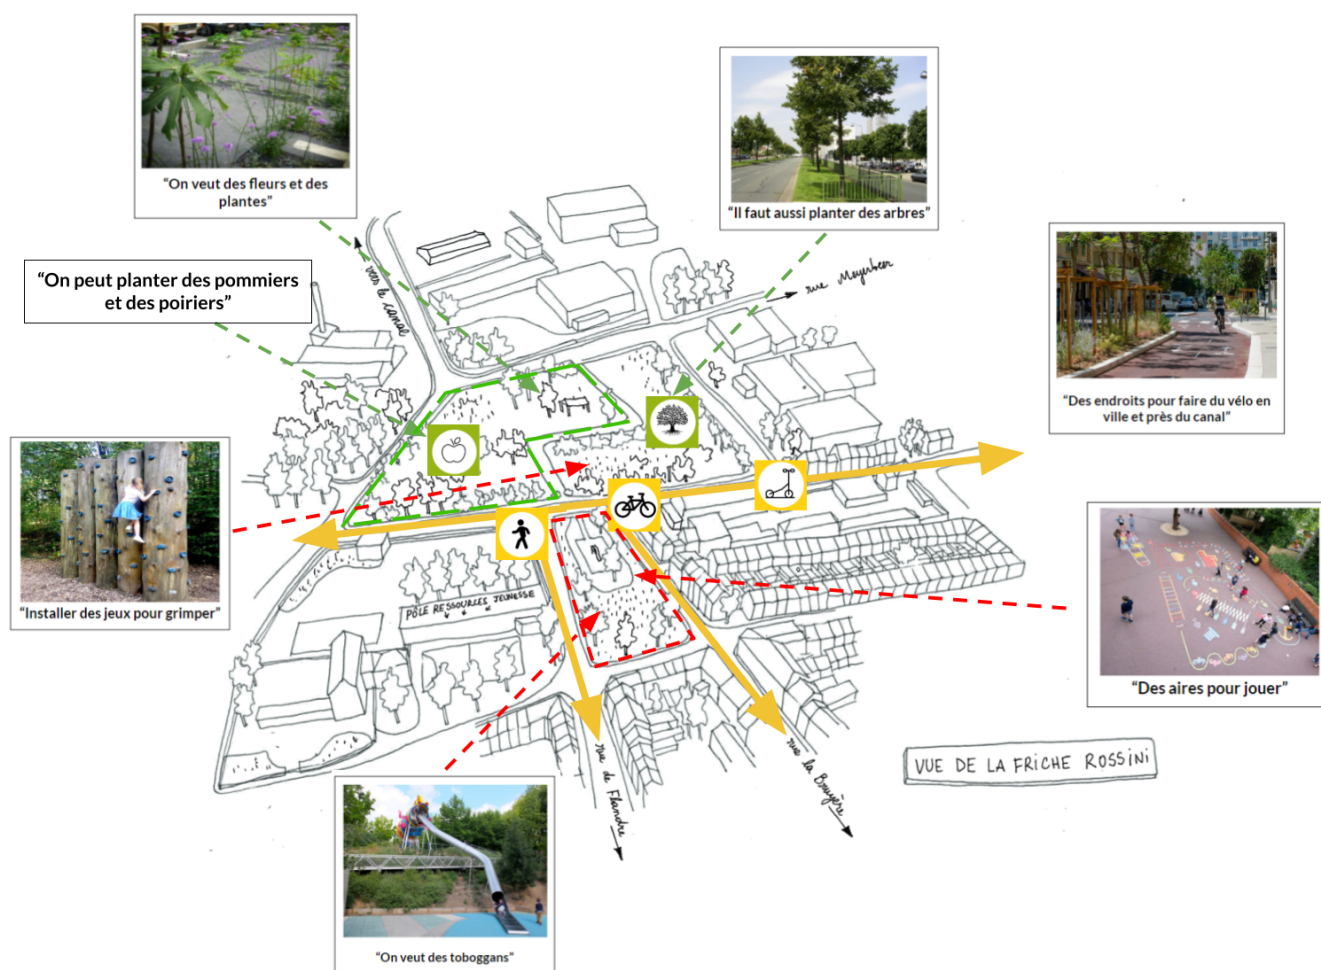 “On veut des fleurs et des
plantes”
“Il faut aussi planter des arbres”
“On peut planter des pommiers
et des poiriers”
vers le canal
rue Meyerbeer
“Des endroits pour faire du vélo en
ville et près du canal”
“Installer des jeux pour grimper”
PÔLE RESSOURCES JEUNESSE
“Des aires pour jouer”
rue de Flandre
rue la Bruyère
VUE DE LA FRICHE ROSSINI
“On veut des toboggans”